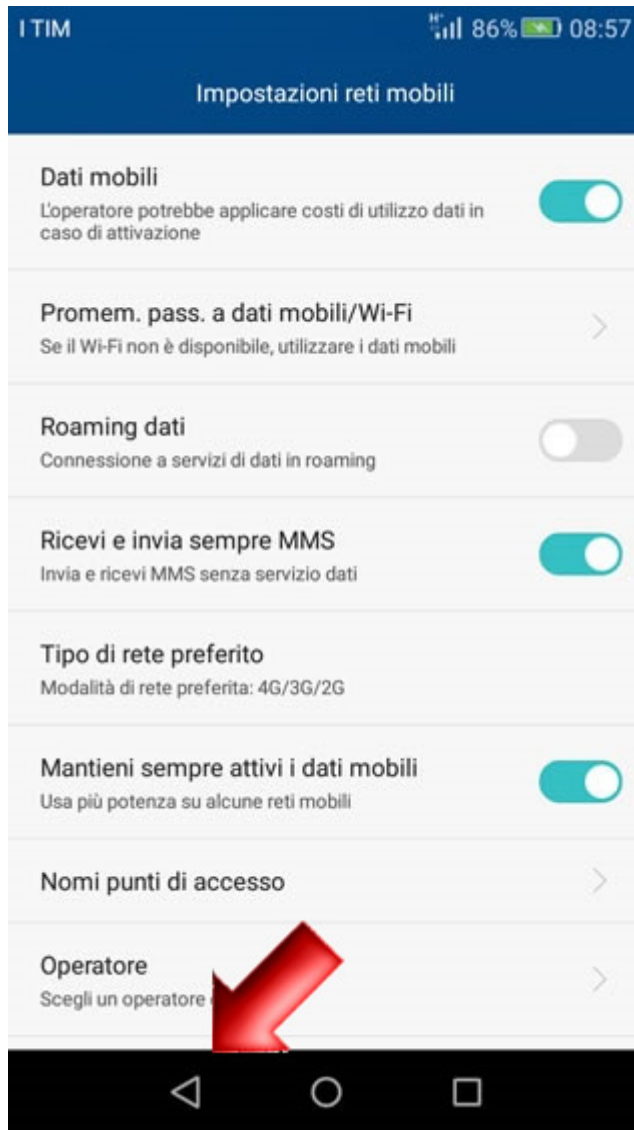 I TIM
H 86% 08:57
Impostazioni reti mobili
Dati mobili
L'operatore potrebbe applicare costi di utilizzo dati in
caso di attivazione
Promem. pass. a dati mobili/Wi-Fi
Se il Wi-Fi non è disponibile, utilizzare i dati mobili
Roaming dati
Connessione a servizi di dati in roaming
Ricevi e invia sempre MMS
Invia e ricevi MMS senza servizio dati
Tipo di rete preferito
Modalità di rete preferita: 4G/3G/2G
Mantieni sempre attivi i dati mobili
Usa più potenza su alcune reti mobili
Nomi punti di accesso
Operatore
Scegli un operatore